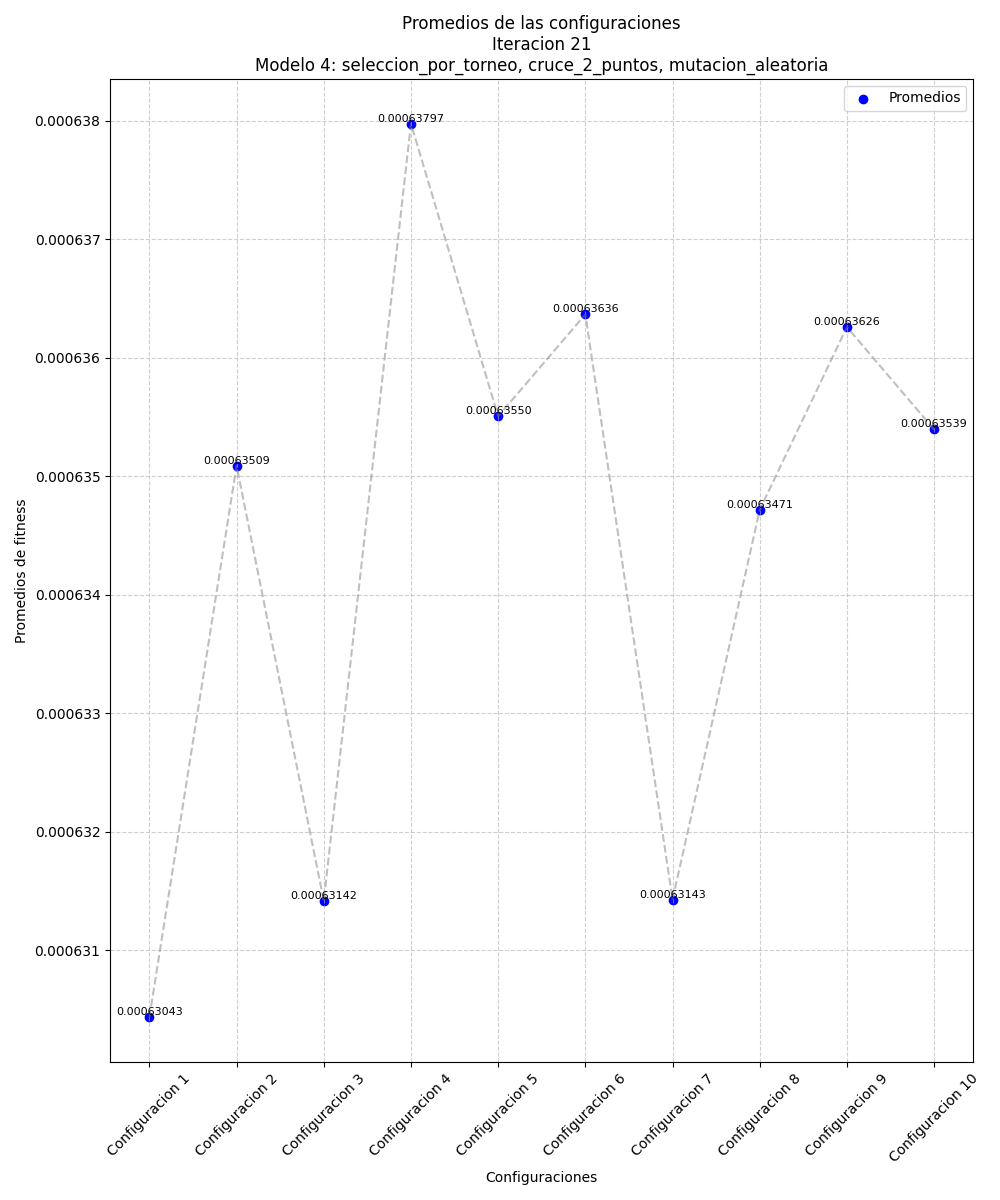 Promedios de las configuraciones
Iteracion 21
Modelo 4: seleccion_por_torneo, cruce_2_puntos, mutacion_aleatoria
Promedios
0.000638
0.000637
0.000636
0.000635
0.000634
0.000633
0.000632
0.000631
Promedios de fitness
0.00063043
0.00063509
0.00063142
0.00063797
0.00063550
0.00063636
0.00063143
0.00063471
0.00063626
0.00063539
Configuracion 1
Configuracion 2
Configuracion 3
Configuracion 4
Configuracion 5
Configuracion 6
Configuracion 7
Configuracion 8
Configuracion 9
Configuracion 10
Configuraciones